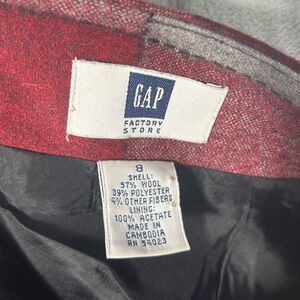 GAP
FACTORY
STORE
8
SHELL:
57% WOOL
39% POLYESTER
4% OTHER FIBERS
LINING:
100% ACETATE
MADE IN
CAMBODIA
RN 54023